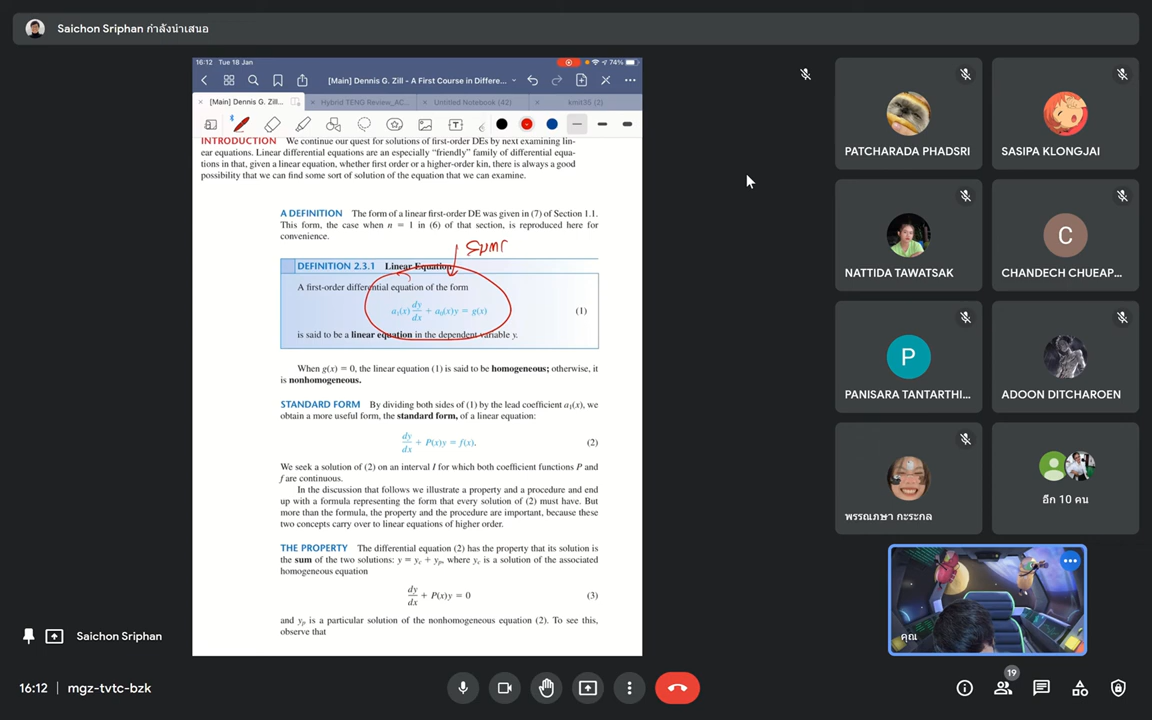 Saichon Sriphan กำลังนำเสนอ
16:12 Tue 18 Jan
74%
[Main] Dennis G. Zill - A First Course in Differe...
[Main] Dennis G. Zill...
Hybrid TENG Review_AC...
Untitled Notebook (42)
kmit35 (2)
INTRODUCTION We continue our quest for solutions of first-order DEs by next examining lin-
ear equations. Linear differential equations are an especially “friendly” family of differential equa-
tions in that, given a linear equation, whether first order or a higher-order kin, there is always a good
possibility that we can find some sort of solution of the equation that we can examine.
A DEFINITION The form of a linear first-order DE was given in (7) of Section 1.1.
This form, the case when n = 1 in (6) of that section, is reproduced here for
convenience.
DEFINITION 2.3.1 Linear Equation
A first-order differential equation of the form
a₁(x) dy/dx + a₀(x)y = g(x) (1)
is said to be a linear equation in the dependent variable y.
When g(x) = 0, the linear equation (1) is said to be homogeneous; otherwise, it
is nonhomogeneous.
STANDARD FORM By dividing both sides of (1) by the lead coefficient a₁(x), we
obtain a more useful form, the standard form, of a linear equation:
dy/dx + P(x)y = f(x). (2)
We seek a solution of (2) on an interval I for which both coefficient functions P and
f are continuous.
In the discussion that follows we illustrate a property and a procedure and end
up with a formula representing the form that every solution of (2) must have. But
more than the formula, the property and the procedure are important, because these
two concepts carry over to linear equations of higher order.
THE PROPERTY The differential equation (2) has the property that its solution is
the sum of the two solutions: y = y_c + y_p, where y_c is a solution of the associated
homogeneous equation
dy/dx + P(x)y = 0 (3)
and y_p is a particular solution of the nonhomogeneous equation (2). To see this,
observe that
PATCHARADA PHADSRI
SASIPA KLONGJAI
NATTIDA TAWATSAK
C
CHANDECH CHUEAP...
P
PANISARA TANTARTHI...
ADOON DITCHAROEN
พรรณภษา กะระกล
อีก 10 คน
คุณ
Saichon Sriphan
16:12 | mgz-tvtc-bzk
19